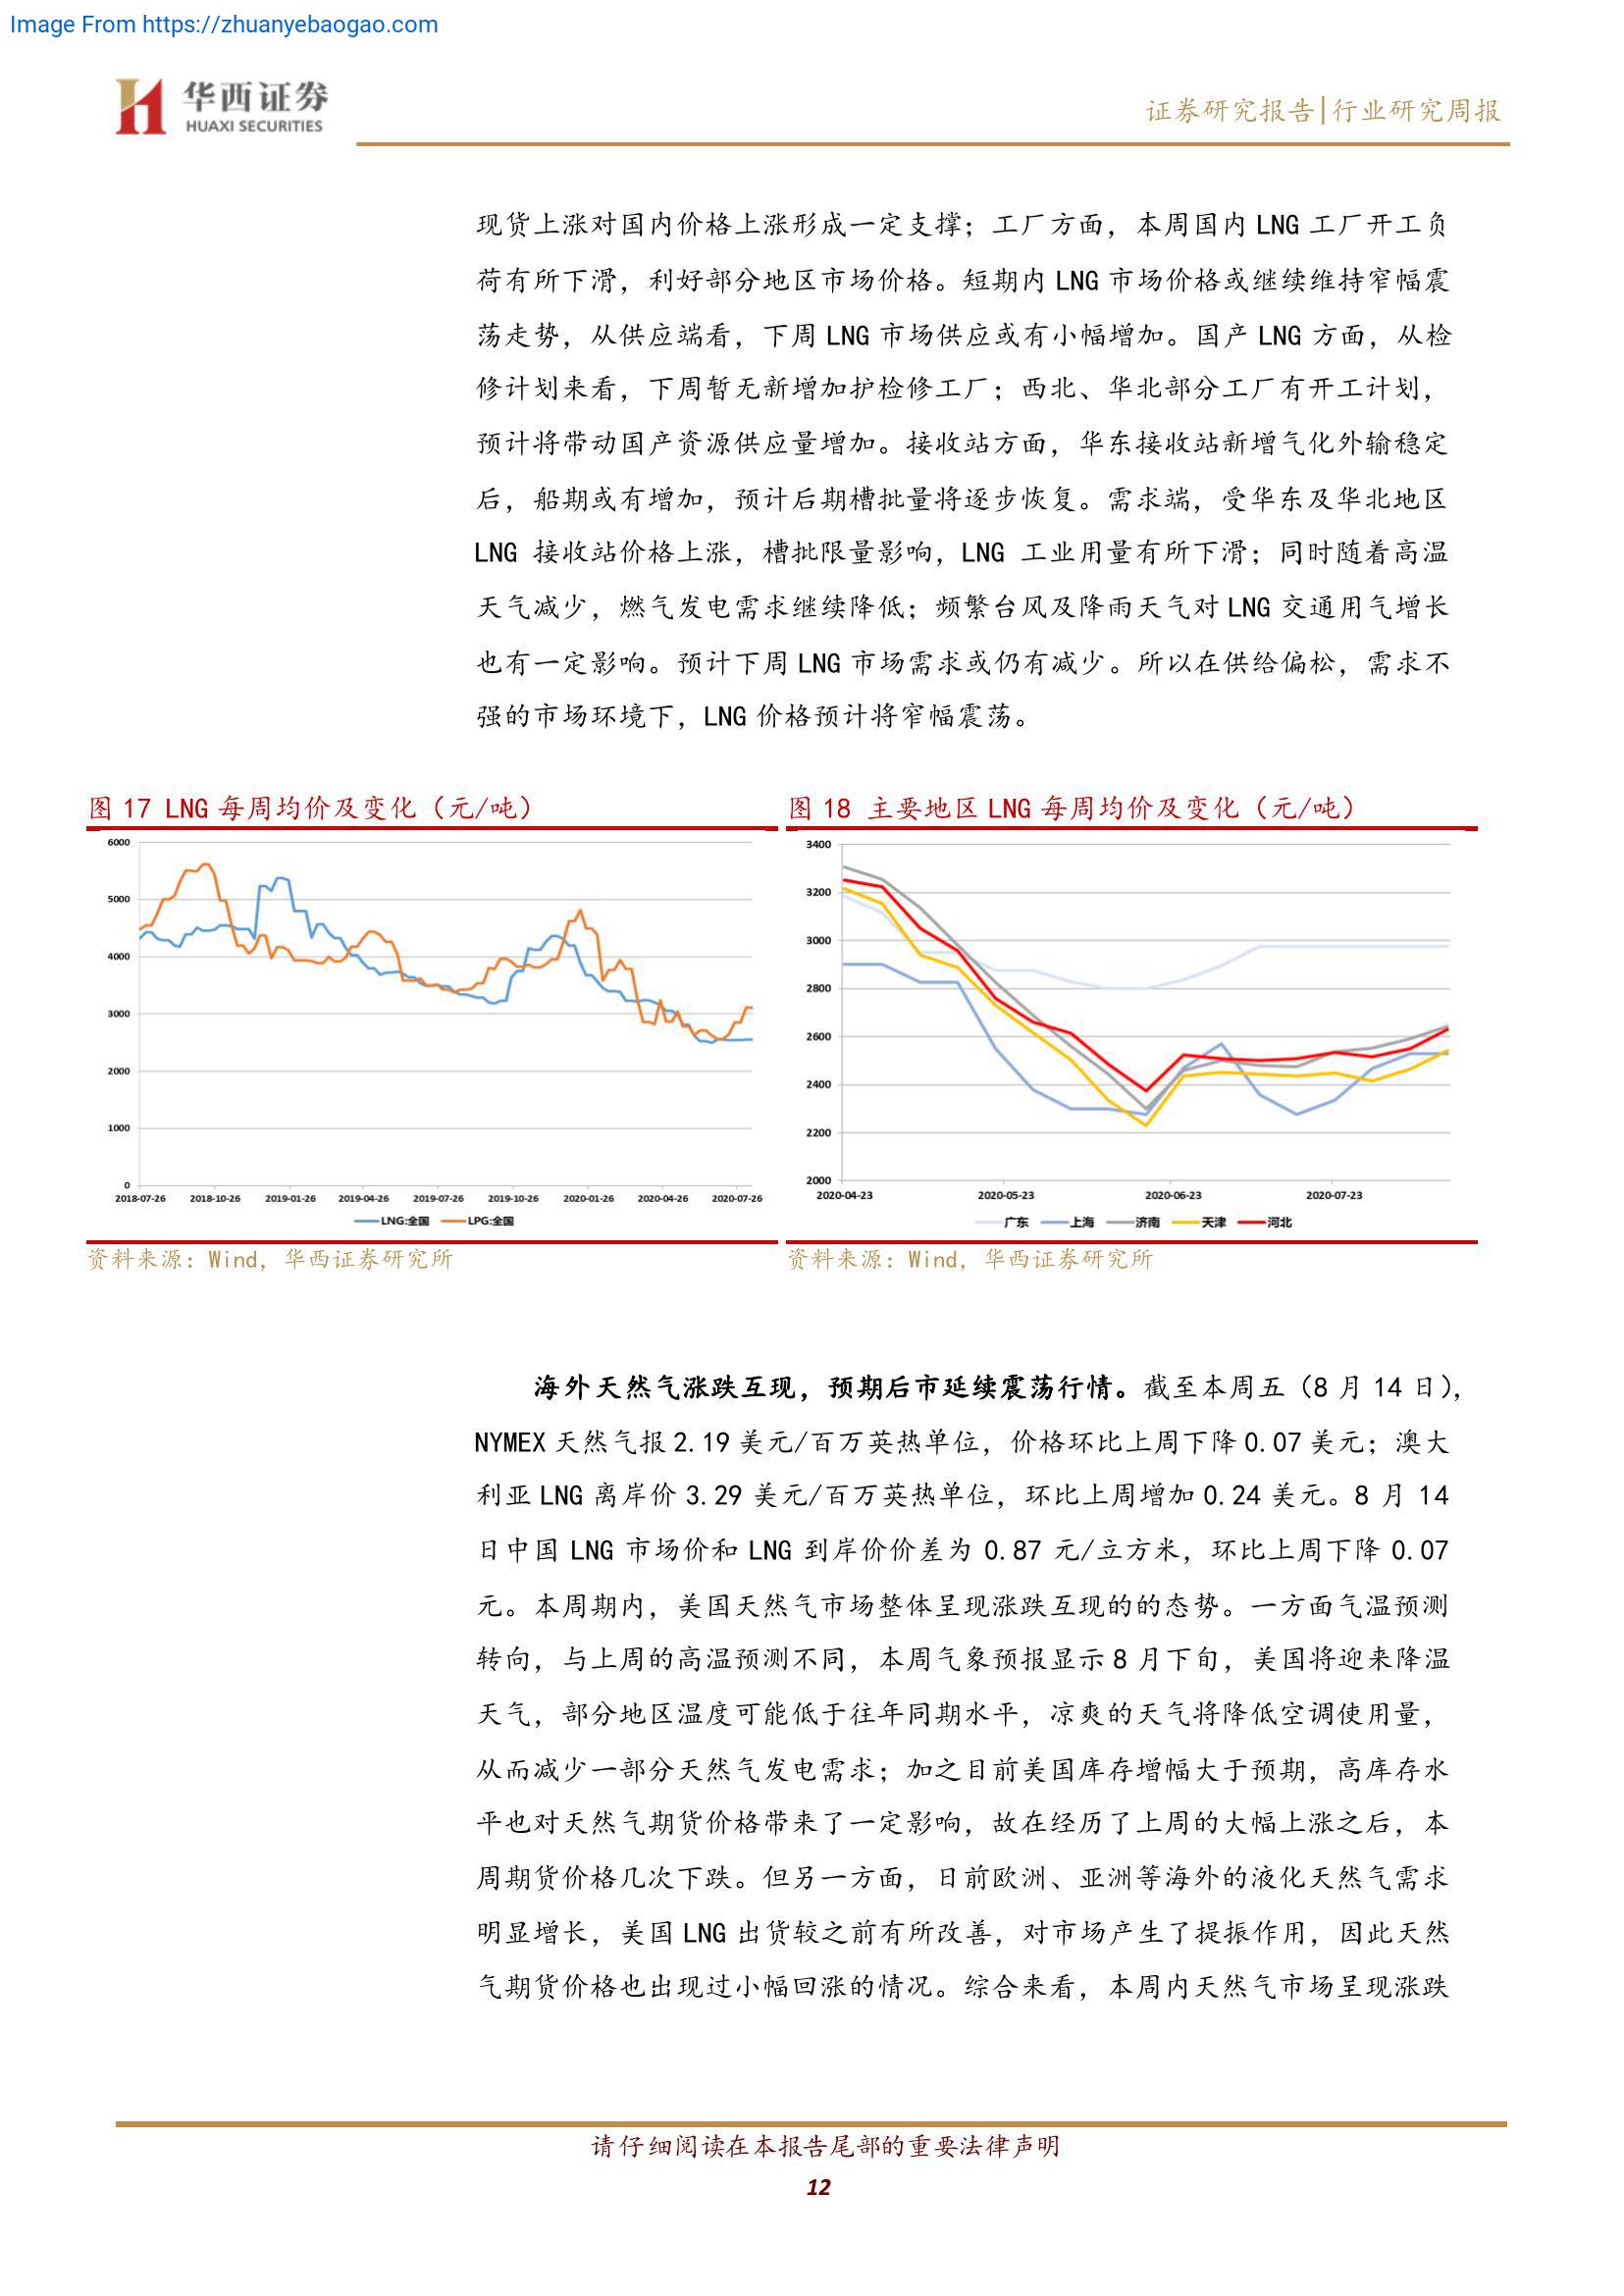 Image From https://zhuanyebaogao.com
华西证券
HUAXI SECURITIES
证券研究报告|行业研究周报
现货上涨对国内价格上涨形成一定支撑；工厂方面，本周国内 LNG 工厂开工负
荷有所下滑，利好部分地区市场价格。短期内 LNG 市场价格或继续维持窄幅震
荡走势，从供应端看，下周 LNG 市场供应或有小幅增加。国产 LNG 方面，从检
修计划来看，下周暂无新增加护检修工厂；西北、华北部分工厂有开工计划，
预计将带动国产资源供应量增加。接收站方面，华东接收站新增气化外输稳定
后，船期或有增加，预计后期槽批量将逐步恢复。需求端，受华东及华北地区
LNG 接收站价格上涨，槽批限量影响，LNG 工业用量有所下滑；同时随着高温
天气减少，燃气发电需求继续降低；频繁台风及降雨天气对 LNG 交通用气增长
也有一定影响。预计下周 LNG 市场需求或仍有减少。所以在供给偏松，需求不
强的市场环境下，LNG 价格预计将窄幅震荡。
图 17 LNG 每周均价及变化（元/吨）
6000
5000
4000
3000
2000
1000
0
2018-07-26 2018-10-26 2019-01-26 2019-04-26 2019-07-26 2019-10-26 2020-01-26 2020-04-26 2020-07-26
LNG:全国 LPG:全国
资料来源：Wind，华西证券研究所
图 18 主要地区 LNG 每周均价及变化（元/吨）
3400
3200
3000
2800
2600
2400
2200
2000
2020-04-23 2020-05-23 2020-06-23 2020-07-23
广东 上海 济南 天津 河北
资料来源：Wind，华西证券研究所
海外天然气涨跌互现，预期后市延续震荡行情。截至本周五（8 月 14 日），
NYMEX 天然气报 2.19 美元/百万英热单位，价格环比上周下降 0.07 美元；澳大
利亚 LNG 离岸价 3.29 美元/百万英热单位，环比上周增加 0.24 美元。8 月 14
日中国 LNG 市场价和 LNG 到岸价价差为 0.87 元/立方米，环比上周下降 0.07
元。本周期内，美国天然气市场整体呈现涨跌互现的的态势。一方面气温预测
转向，与上周的高温预测不同，本周气象预报显示 8 月下旬，美国将迎来降温
天气，部分地区温度可能低于往年同期水平，凉爽的天气将降低空调使用量，
从而减少一部分天然气发电需求；加之目前美国库存增幅大于预期，高库存水
平也对天然气期货价格带来了一定影响，故在经历了上周的大幅上涨之后，本
周期货价格几次下跌。但另一方面，日前欧洲、亚洲等海外的液化天然气需求
明显增长，美国 LNG 出货较之前有所改善，对市场产生了提振作用，因此天然
气期货价格也出现过小幅回涨的情况。综合来看，本周内天然气市场呈现涨跌
请仔细阅读在本报告尾部的重要法律声明
12